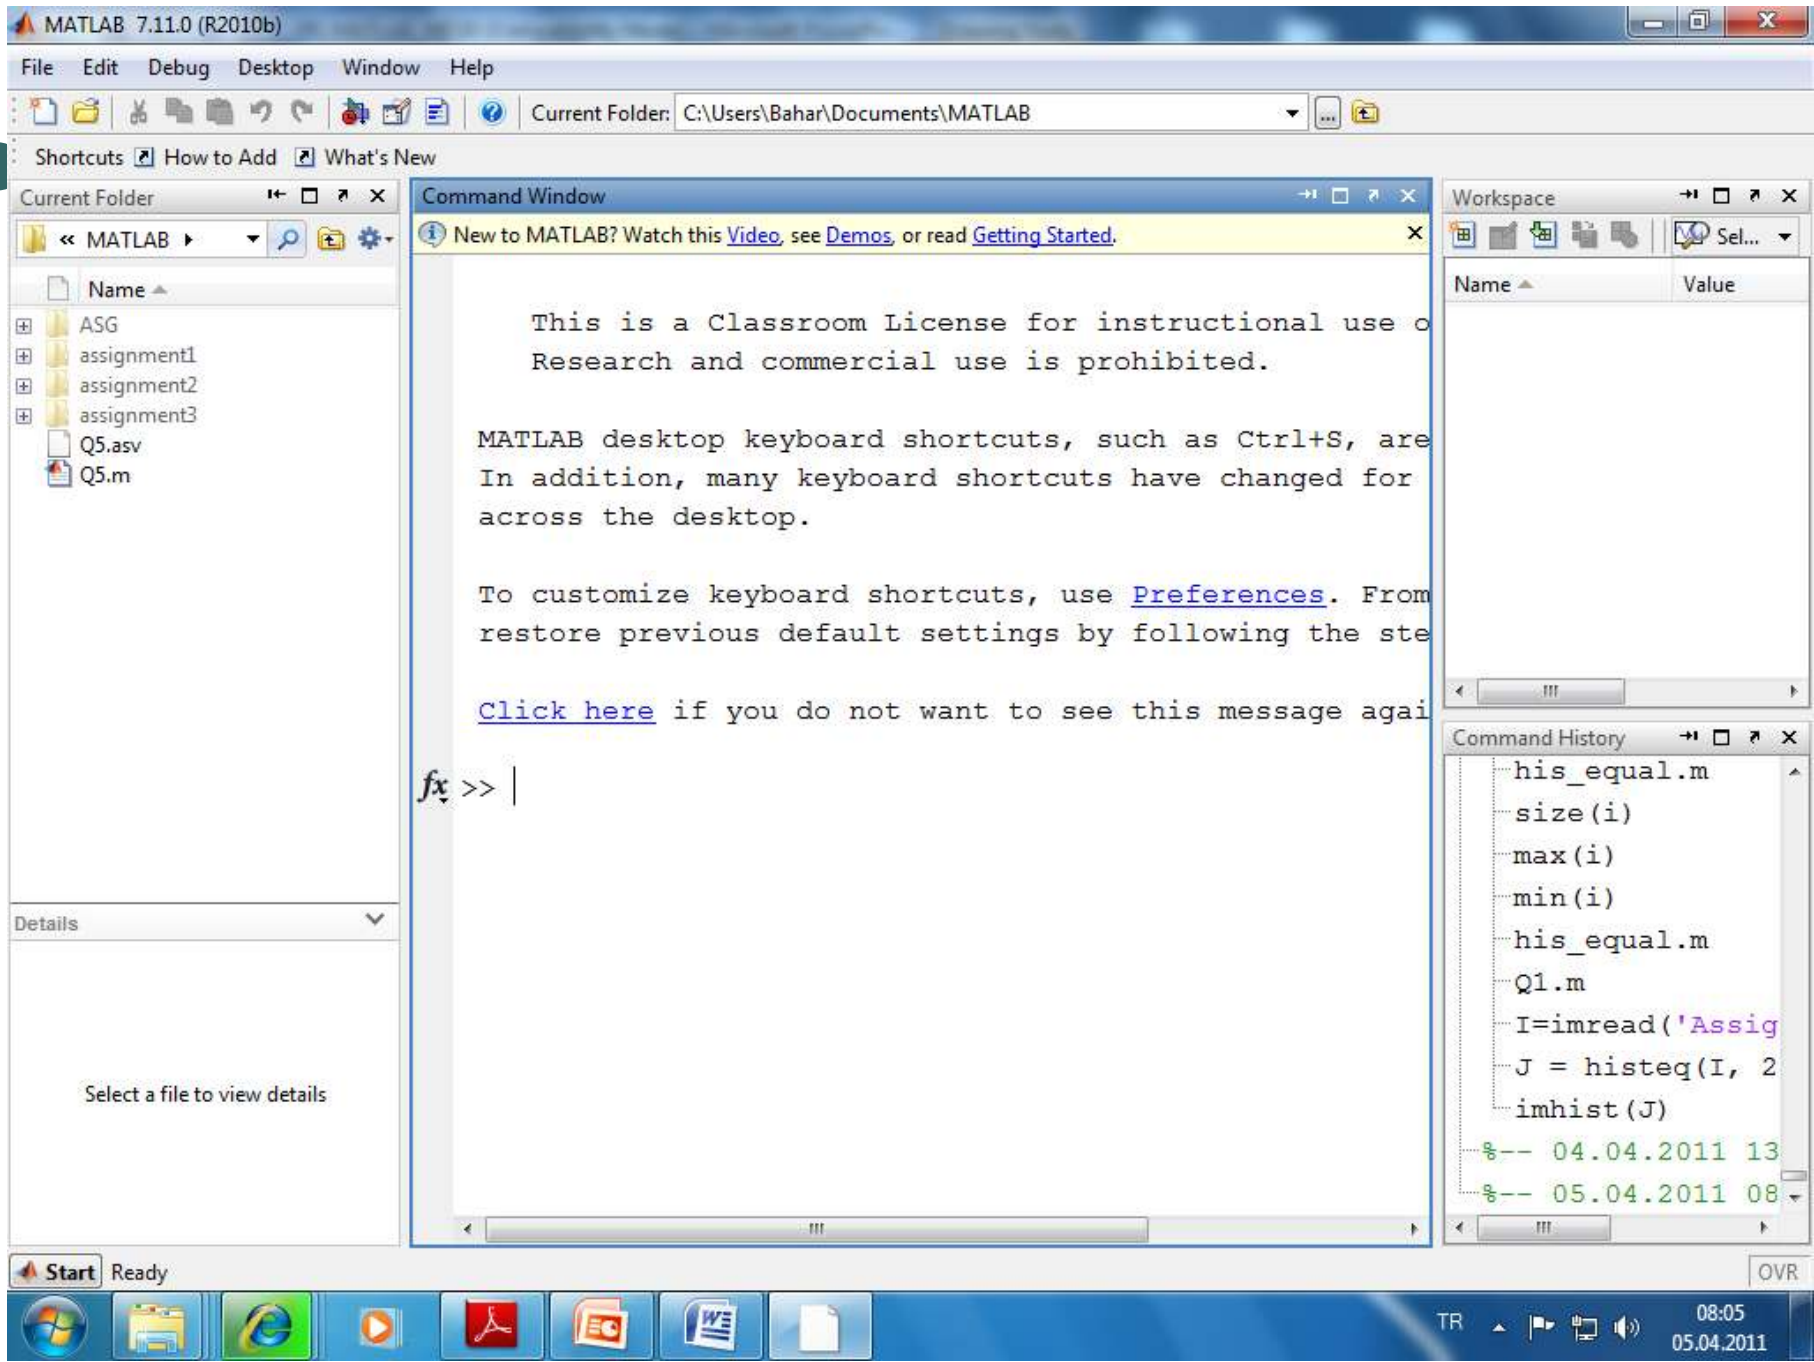 MATLAB 7.11.0 (R2010b)
File Edit Debug Desktop Window Help
Current Folder: C:\Users\Bahar\Documents\MATLAB
Shortcuts How to Add What's New
Current Folder
« MATLAB
Name
ASG
assignment1
assignment2
assignment3
Q5.asv
Q5.m
Details
Select a file to view details
Command Window
New to MATLAB? Watch this Video, see Demos, or read Getting Started.
This is a Classroom License for instructional use o
Research and commercial use is prohibited.
MATLAB desktop keyboard shortcuts, such as Ctrl+S, are
In addition, many keyboard shortcuts have changed for
across the desktop.
To customize keyboard shortcuts, use Preferences. From
restore previous default settings by following the ste
Click here if you do not want to see this message agai
fx >>
Workspace
Sel...
Name Value
Command History
his_equal.m
size(i)
max(i)
min(i)
his_equal.m
Q1.m
I=imread('Assig
J = histeq(I, 2
imhist(J)
%-- 04.04.2011 13
%-- 05.04.2011 08
Start Ready
OVR
TR
08:05
05.04.2011